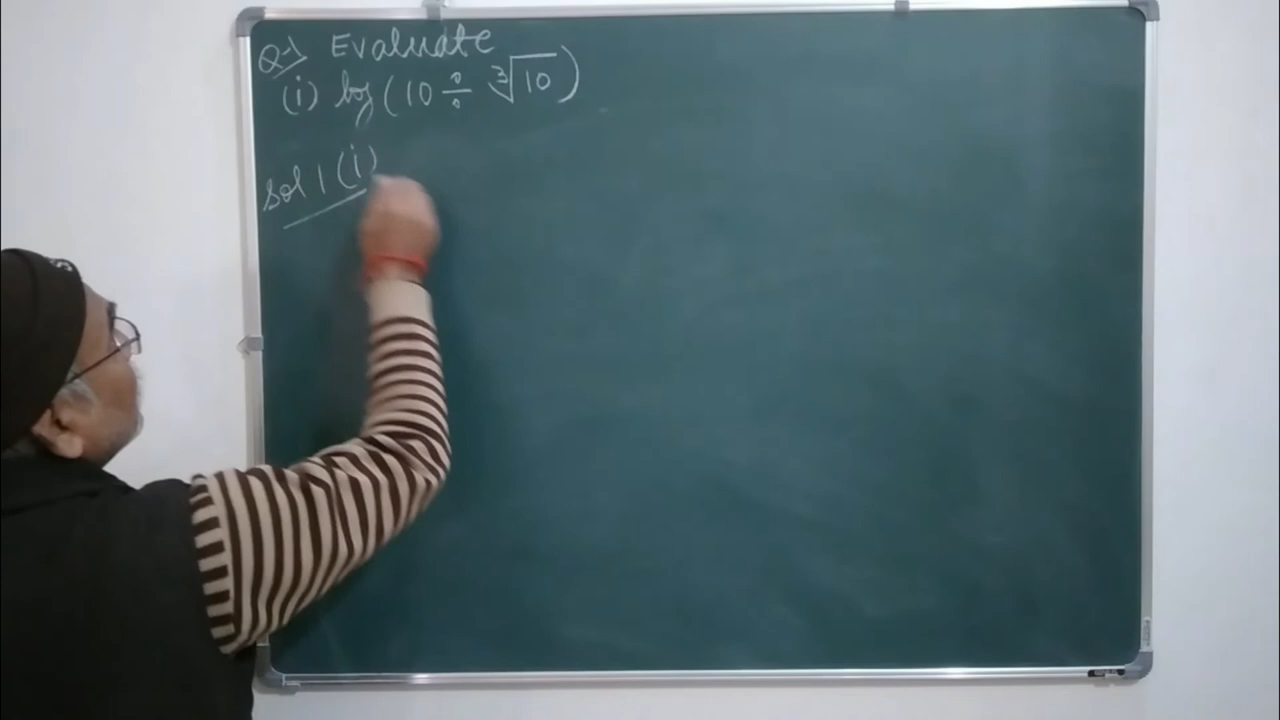 Q-1 Evaluate
(i) log(10 ÷ ∛10)
Sol 1 (i)